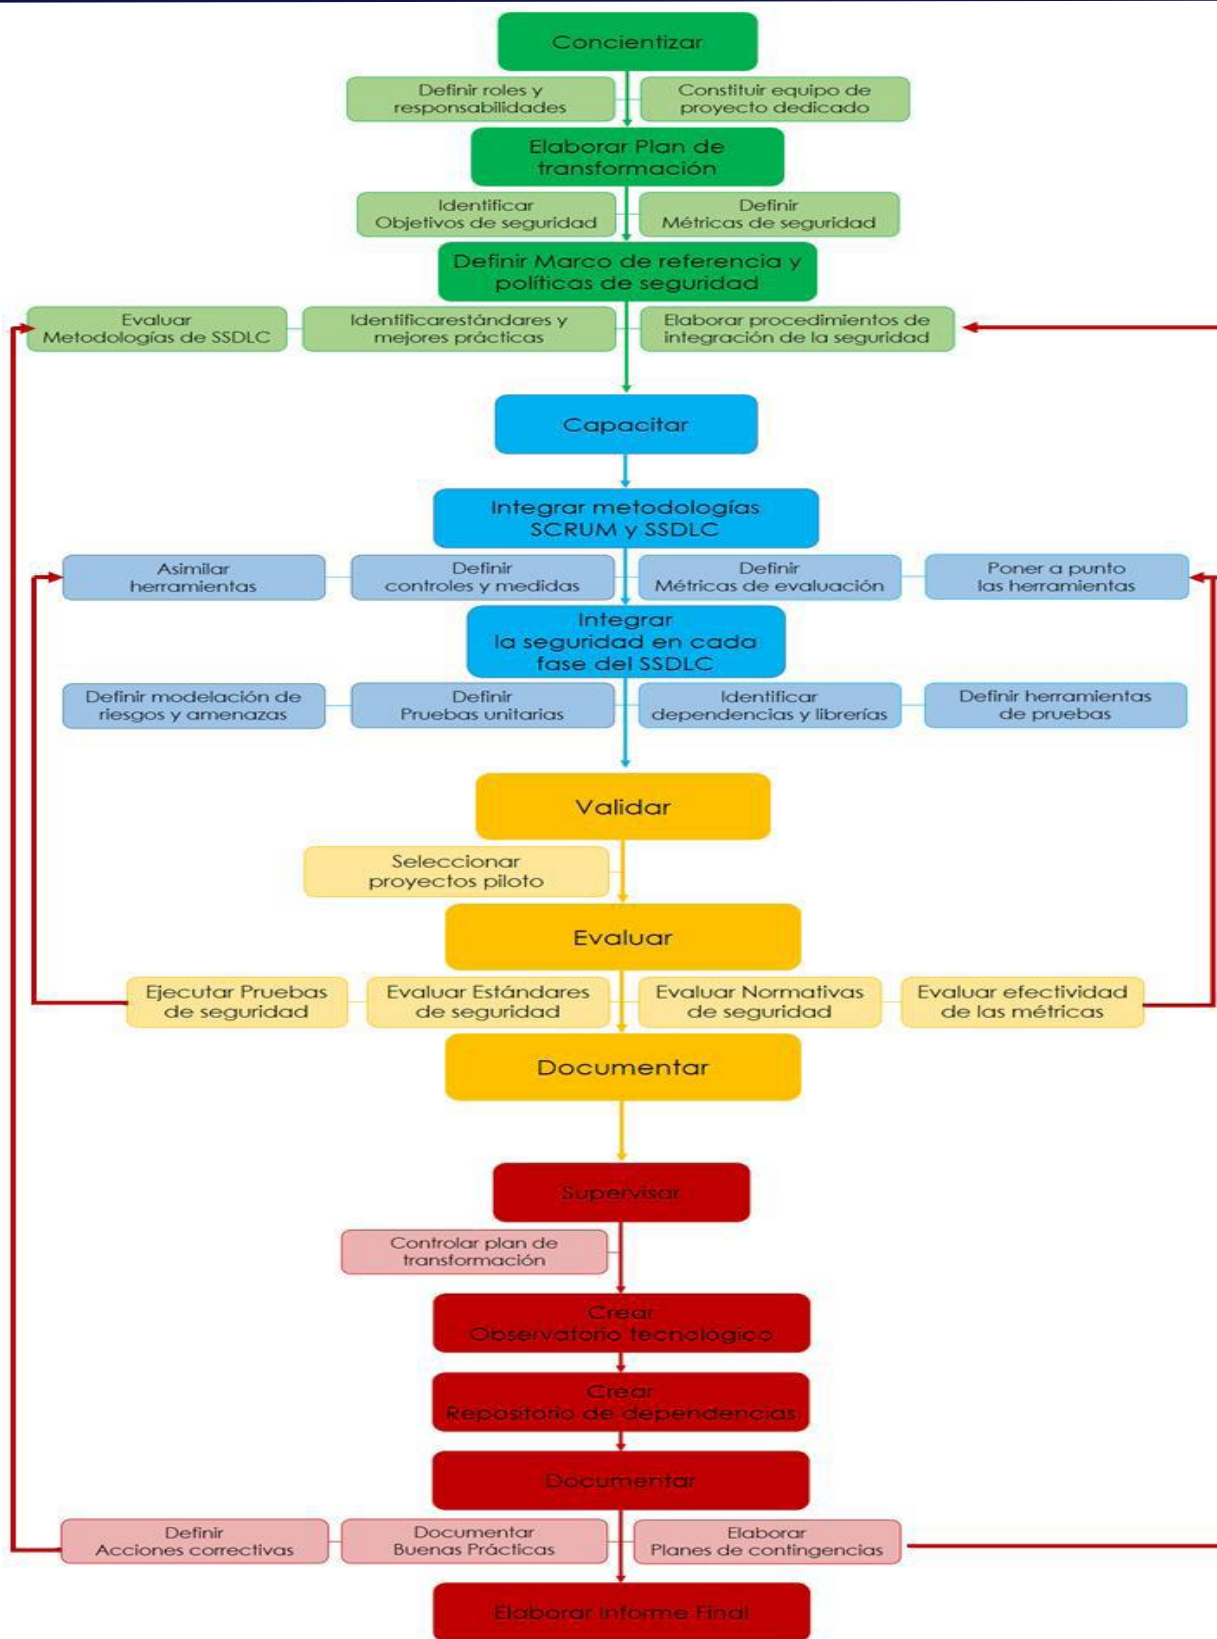 Concientizar
Definir roles y
responsabilidades
Constituir equipo de
proyecto dedicado
Elaborar Plan de
transformación
Identificar
Objetivos de seguridad
Definir
Métricas de seguridad
Definir Marco de referencia y
políticas de seguridad
Evaluar
Metodologías de SSDLC
Identificarestándares y
mejores prácticas
Elaborar procedimientos de
integración de la seguridad
Capacitar
Integrar metodologías
SCRUM y SSDLC
Asimilar
herramientas
Definir
controles y medidas
Definir
Métricas de evaluación
Poner a punto
las herramientas
Integrar
la seguridad en cada
fase del SSDLC
Definir modelación de
riesgos y amenazas
Definir
Pruebas unitarias
Identificar
dependencias y librerías
Definir herramientas
de pruebas
Validar
Seleccionar
proyectos piloto
Evaluar
Ejecutar Pruebas
de seguridad
Evaluar Estándares
de seguridad
Evaluar Normativas
de seguridad
Evaluar efectividad
de las métricas
Documentar
Supervisar
Controlar plan de
transformación
Crear
Observatorio tecnológico
Crear
Repositorio de dependencias
Documentar
Definir
Acciones correctivas
Documentar
Buenas Prácticas
Elaborar
Planes de contingencias
Elaborar Informe Final